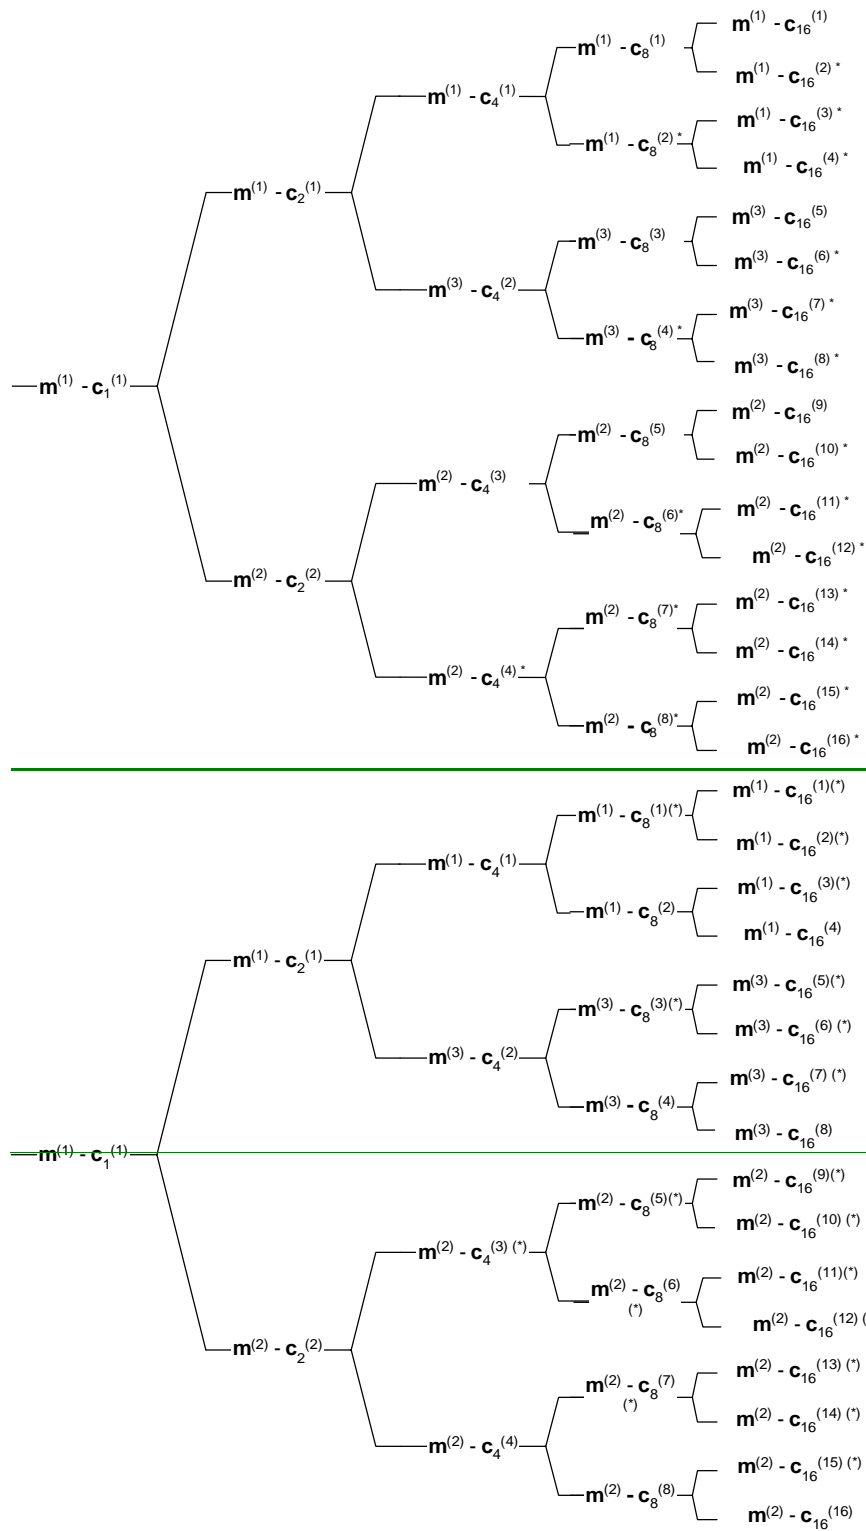 m(1) - c16(1)
m(1) - c8(1)
m(1) - c16(2) *
m(1) - c4(1)
m(1) - c16(3) *
m(1) - c8(2) *
m(1) - c16(4) *
m(1) - c2(1)
m(3) - c16(5)
m(3) - c8(3)
m(3) - c16(6) *
m(3) - c4(2)
m(3) - c16(7) *
m(3) - c8(4) *
m(3) - c16(8) *
m(1) - c1(1)
m(2) - c16(9)
m(2) - c8(5)
m(2) - c16(10) *
m(2) - c4(3)
m(2) - c16(11) *
m(2) - c8(6)*
m(2) - c16(12) *
m(2) - c2(2)
m(2) - c16(13) *
m(2) - c8(7)*
m(2) - c16(14) *
m(2) - c4(4) *
m(2) - c16(15) *
m(2) - c8(8)*
m(2) - c16(16) *
m(1) - c16(1)(*)
m(1) - c8(1)(*)
m(1) - c16(2)(*)
m(1) - c4(1)
m(1) - c16(3)(*)
m(1) - c8(2)
m(1) - c16(4)
m(1) - c2(1)
m(3) - c16(5)(*)
m(3) - c8(3)(*)
m(3) - c16(6) (*)
m(3) - c4(2)
m(3) - c16(7) (*)
m(3) - c8(4)
m(3) - c16(8)
m(1) - c1(1)
m(2) - c16(9)(*)
m(2) - c8(5)(*)
m(2) - c16(10) (*)
m(2) - c4(3) (*)
m(2) - c16(11)(*)
m(2) - c8(6)
(*)
m(2) - c16(12) (
m(2) - c2(2)
m(2) - c16(13) (*)
m(2) - c8(7)
(*)
m(2) - c16(14) (*)
m(2) - c4(4)
m(2) - c16(15) (*)
m(2) - c8(8)
m(2) - c16(16)